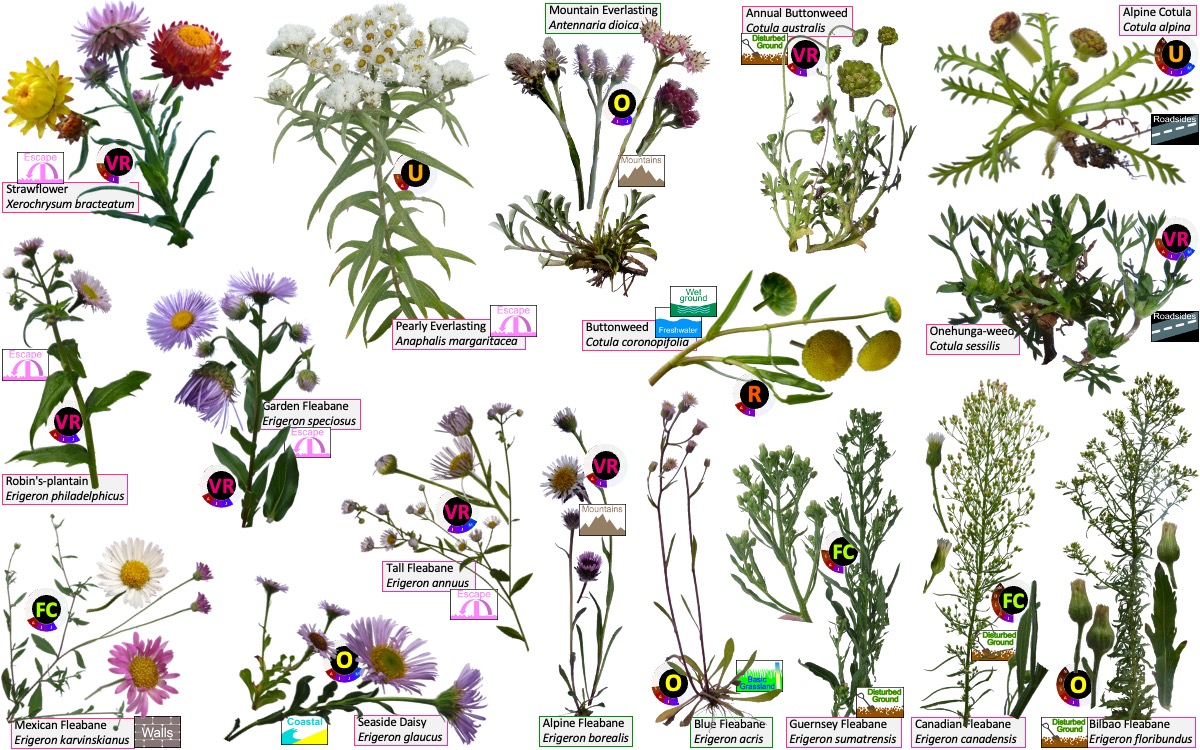 Mountain Everlasting
Antennaria dioica
Annual Buttonweed
Cotula australis
Disturbed
Ground
VR
Alpine Cotula
Cotula alpina
U
Roadsides
O
Mountains
Escape
VR
Strawflower
Xerochrysum bracteatum
U
Pearly Everlasting
Anaphalis margaritacea
Escape
Wet
ground
Freshwater
Buttonweed
Cotula coronopifolia
R
VR
Onehunga-weed
Cotula sessilis
Roadsides
Escape
VR
Robin's-plantain
Erigeron philadelphicus
Garden Fleabane
Erigeron speciosus
Escape
VR
VR
Tall Fleabane
Erigeron annuus
Escape
VR
Mountains
Alpine Fleabane
Erigeron borealis
O
Basic
Grassland
Blue Fleabane
Erigeron acris
FC
Disturbed
Ground
Guernsey Fleabane
Erigeron sumatrensis
FC
Disturbed
Ground
Canadian Fleabane
Erigeron canadensis
O
Disturbed
Ground
Bilbao Fleabane
Erigeron floribundus
FC
Mexican Fleabane
Erigeron karvinskianus
Walls
O
Coastal
Seaside Daisy
Erigeron glaucus